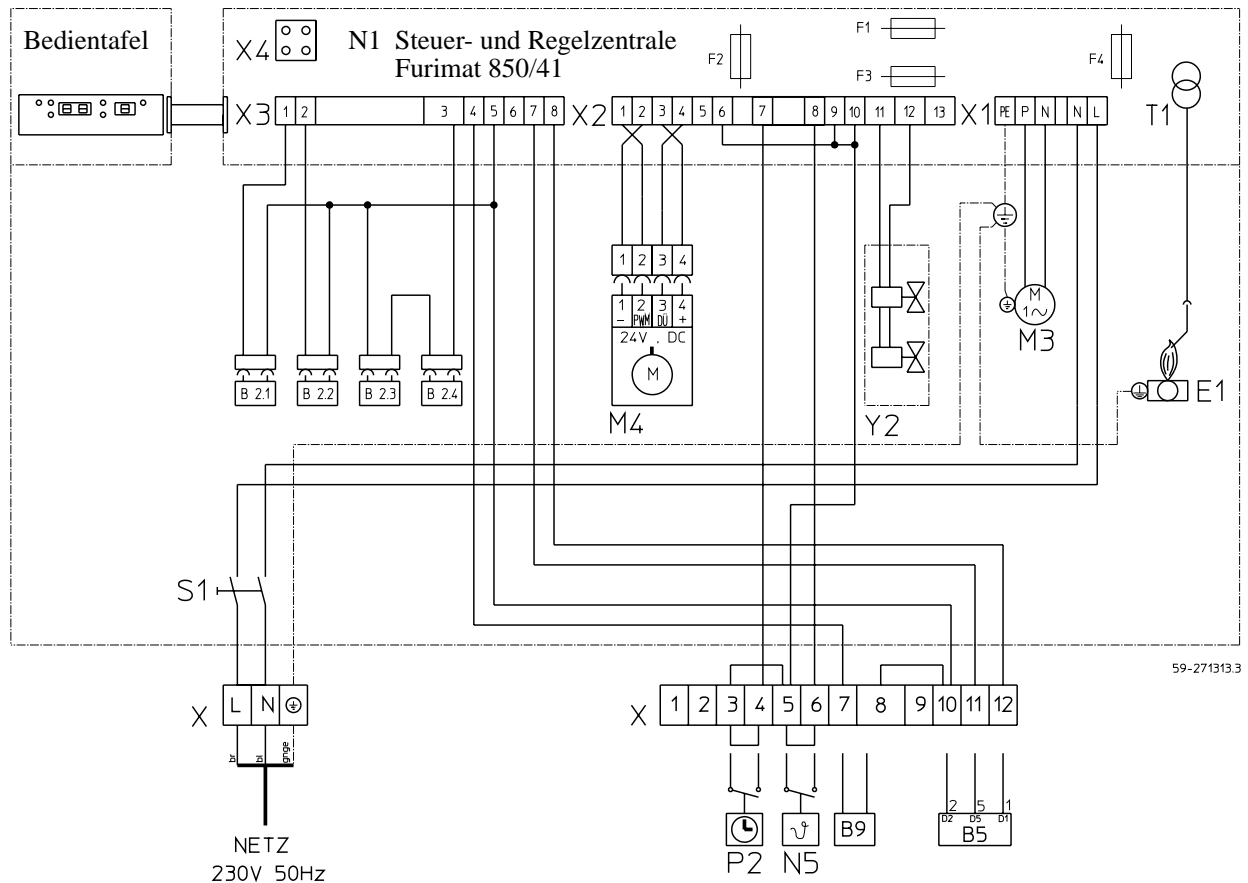 Bedientafel
X4
N1 Steuer- und Regelzentrale
Furimat 850/41
F1
F2
F3
F4
X3 1 2 3 4 5 6 7 8
X2 1 2 3 4 5 6 7 8 9 10 11 12 13
X1 PE P N N L
T1
1 2 3 4
1 2 3 4
- PWM DÜ +
24V . DC
M
M4
Y2
M
1~
M3
E1
B 2.1 B 2.2 B 2.3 B 2.4
S1
59-271313.3
X L N
br bl gnge
X 1 2 3 4 5 6 7 8 9 10 11 12
NETZ
230V 50Hz
P2
ϑ
N5
B9
2 5 1
D2 D5 D1
B5